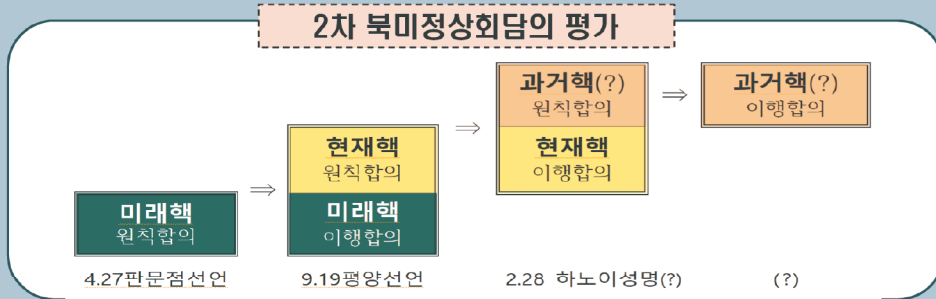 2차 북미정상회담의 평가
과거핵(?)
원칙합의
⇒
과거핵(?)
이행합의
현재핵
원칙합의
⇒
현재핵
이행합의
미래핵
원칙합의
⇒
미래핵
이행합의
4.27판문점선언
9.19평양선언
2.28 하노이성명(?)
(?)